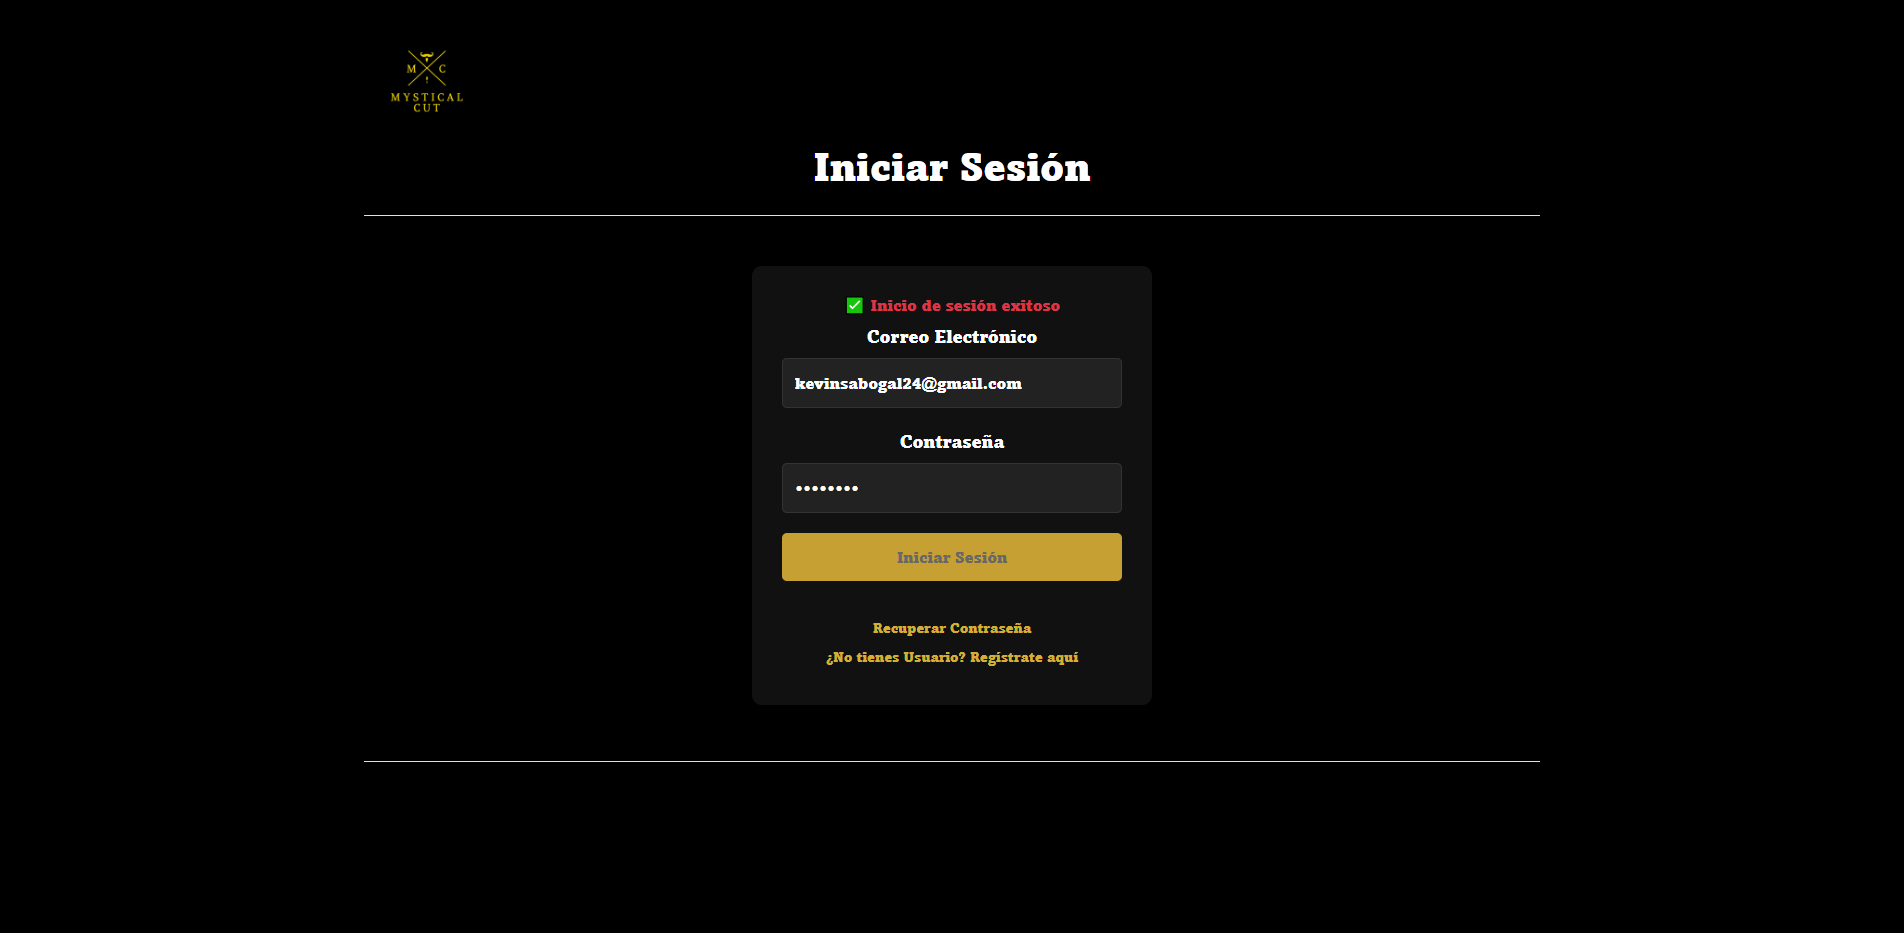 M C
MYSTICAL
CUT
Iniciar Sesión
✅ Inicio de sesión exitoso
Correo Electrónico
kevinsabogal24@gmail.com
Contraseña
••••••••
Iniciar Sesión
Recuperar Contraseña
¿No tienes Usuario? Regístrate aquí